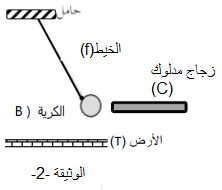 حامل
الخيط(f)
زجاج مدلوك
(C)
الكرية ( B
الأرض (T)
الوثيقة -2-